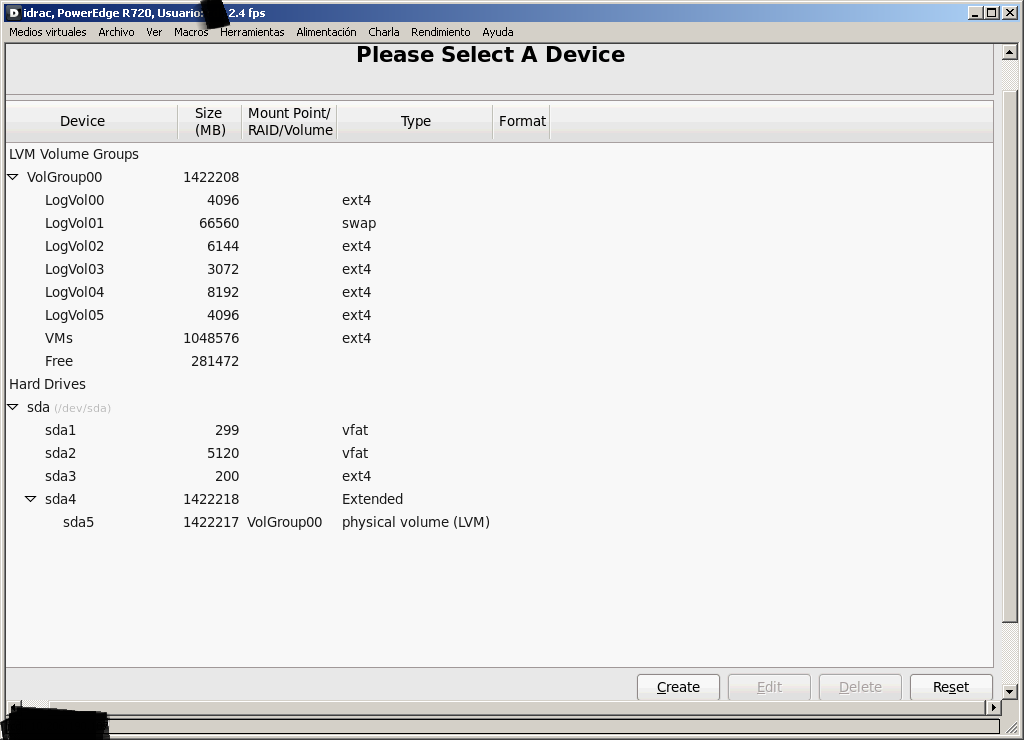 idrac, PowerEdge R720, Usuario: 2.4 fps
Medios virtuales Archivo Ver Macros Herramientas Alimentación Charla Rendimiento Ayuda
Please Select A Device
Device Size (MB) Mount Point/ RAID/Volume Type Format
LVM Volume Groups
VolGroup00 1422208
LogVol00 4096 ext4
LogVol01 66560 swap
LogVol02 6144 ext4
LogVol03 3072 ext4
LogVol04 8192 ext4
LogVol05 4096 ext4
VMs 1048576 ext4
Free 281472
Hard Drives
sda (/dev/sda)
sda1 299 vfat
sda2 5120 vfat
sda3 200 ext4
sda4 1422218 Extended
sda5 1422217 VolGroup00 physical volume (LVM)
Create Edit Delete Reset